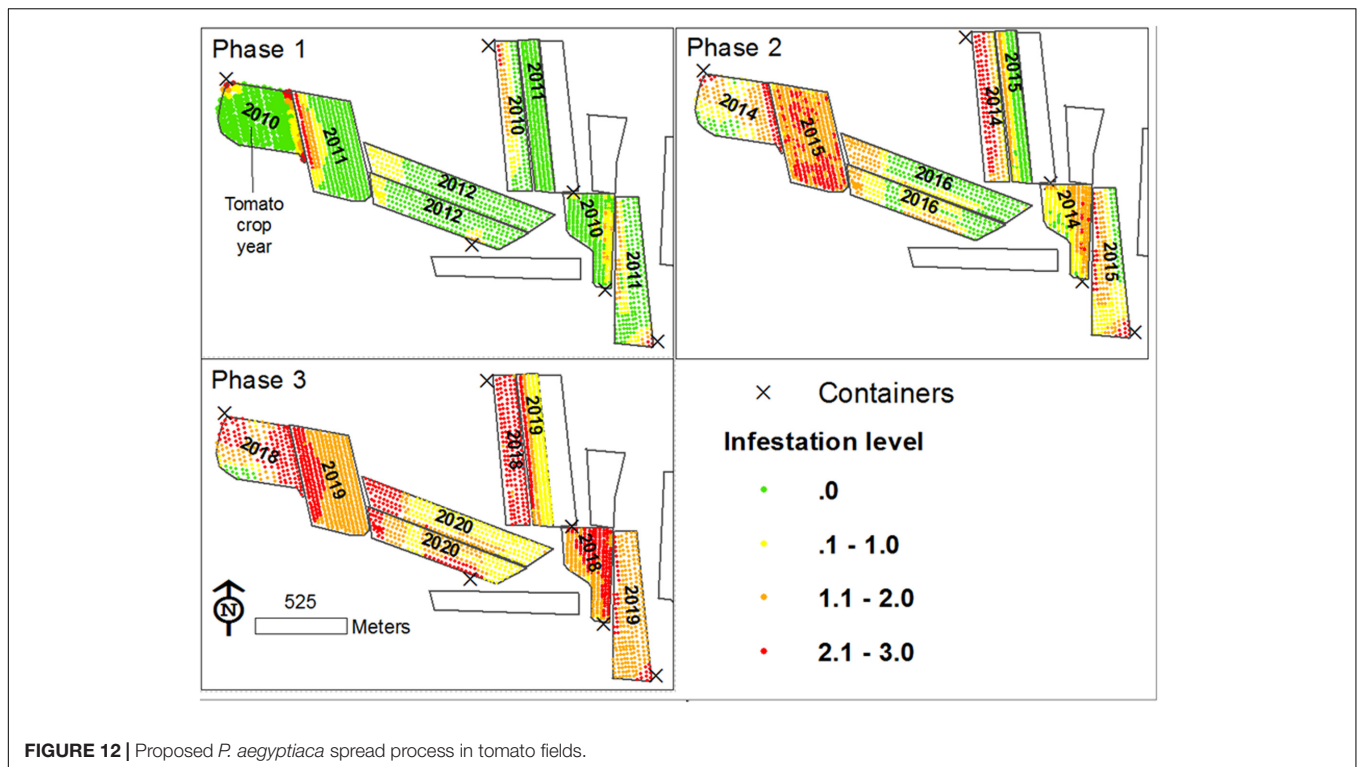 Phase 1
2010
2011
2010
2011
2012
2012
2010
2011
Tomato
crop
year
Phase 2
2014
2015
2014
2015
2016
2016
2014
2015
Phase 3
2018
2019
2018
2019
2020
2020
2018
2019
N
525
Meters
Containers
Infestation level
.0
.1 - 1.0
1.1 - 2.0
2.1 - 3.0
FIGURE 12 | Proposed P. aegyptiaca spread process in tomato fields.